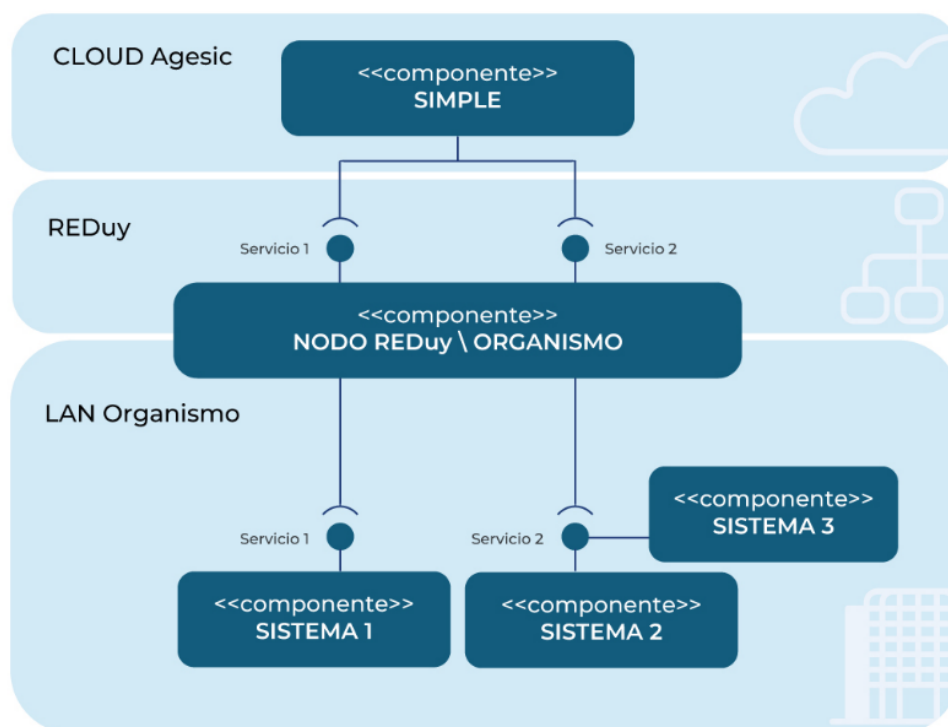 CLOUD Agesic
<<componente>>
SIMPLE
REDuy
Servicio 1
Servicio 2
<<componente>>
NODO REDuy \ ORGANISMO
LAN Organismo
<<componente>>
SISTEMA 3
Servicio 1
Servicio 2
<<componente>>
SISTEMA 1
<<componente>>
SISTEMA 2